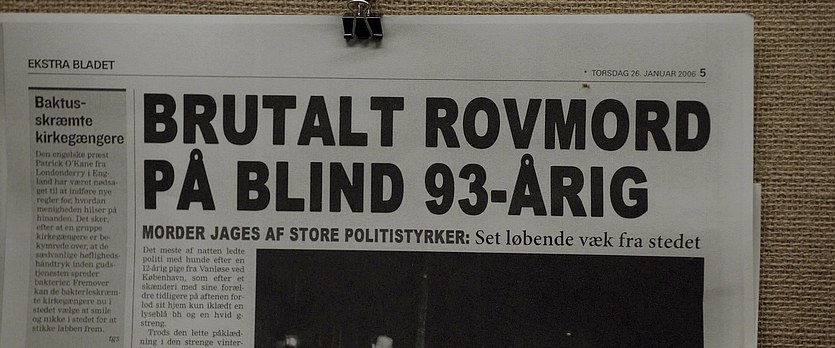 EKSTRA BLADET
• TORSDAG 26. JANUAR 2006 5
Baktus-
skræmte
kirkegængere
Den engelske præst
Patrick O'Kane fra
Londonderry i Eng-
land har været nødsa-
get til at indføre nye
regler for, hvordan
menigheden hilser på
hinanden. Det sker,
efter at en gruppe
kirkegængere er be-
kymrede over, at de
sædvanlige høflighedshåndtryk
inden guds-
tjenesten spreder
bakterier. Fremover
kan de bakterieskræm-
te kirkegængere nu i
stedet vælge at smile
og nikke i stedet for at
stikke labben frem.
BRUTALT ROVMORD
PÅ BLIND 93-ÅRIG
MORDER JAGES AF STORE POLITISTYRKER: Set løbende væk fra stedet
Det meste af natten ledte
politi med hunde efter en
12-årig pige fra Vanløse ved
København, som efter et
skænderi med sine foræl-
dre tidligere på aftenen for-
lod sit hjem kun iklædt en
lyseblå bh og en hvid g-
streng.
Trods den lette påklæd-
ning i den strenge vinter-